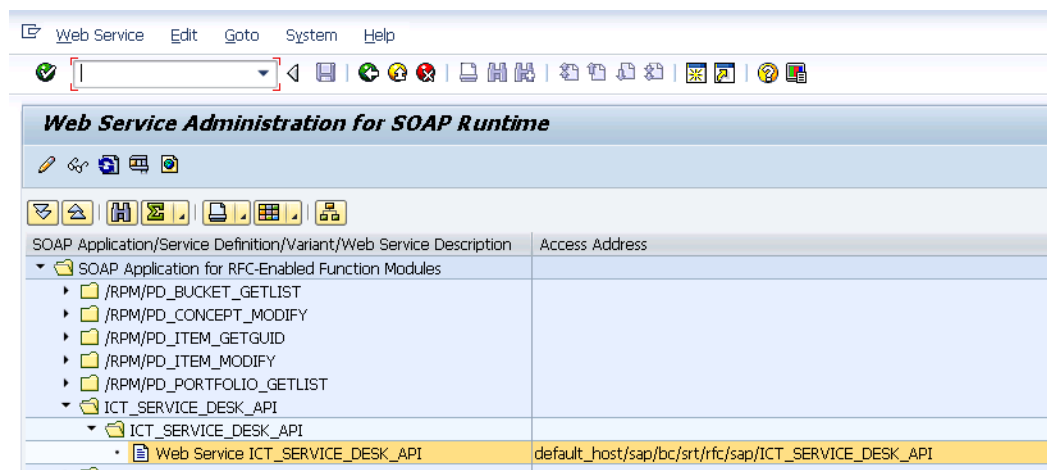 Web Service Edit Goto System Help
Web Service Administration for SOAP Runtime
SOAP Application/Service Definition/Variant/Web Service Description Access Address
SOAP Application for RFC-Enabled Function Modules
/RPM/PD_BUCKET_GETLIST
/RPM/PD_CONCEPT_MODIFY
/RPM/PD_ITEM_GETGUID
/RPM/PD_ITEM_MODIFY
/RPM/PD_PORTFOLIO_GETLIST
ICT_SERVICE_DESK_API
ICT_SERVICE_DESK_API
Web Service ICT_SERVICE_DESK_API default_host/sap/bc/srt/rfc/sap/ICT_SERVICE_DESK_API